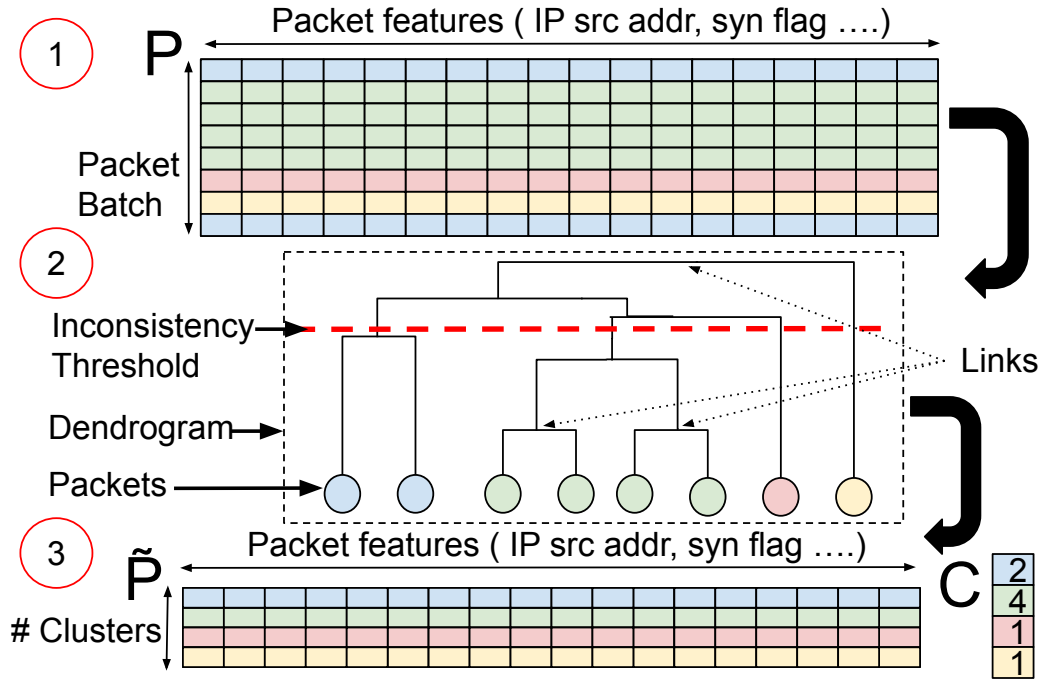 1
P
Packet features ( IP src addr, syn flag ....)
Packet
Batch
2
Inconsistency
Threshold
Links
Dendrogram
Packets
3
P̃
Packet features ( IP src addr, syn flag ....)
# Clusters
C
2
4
1
1